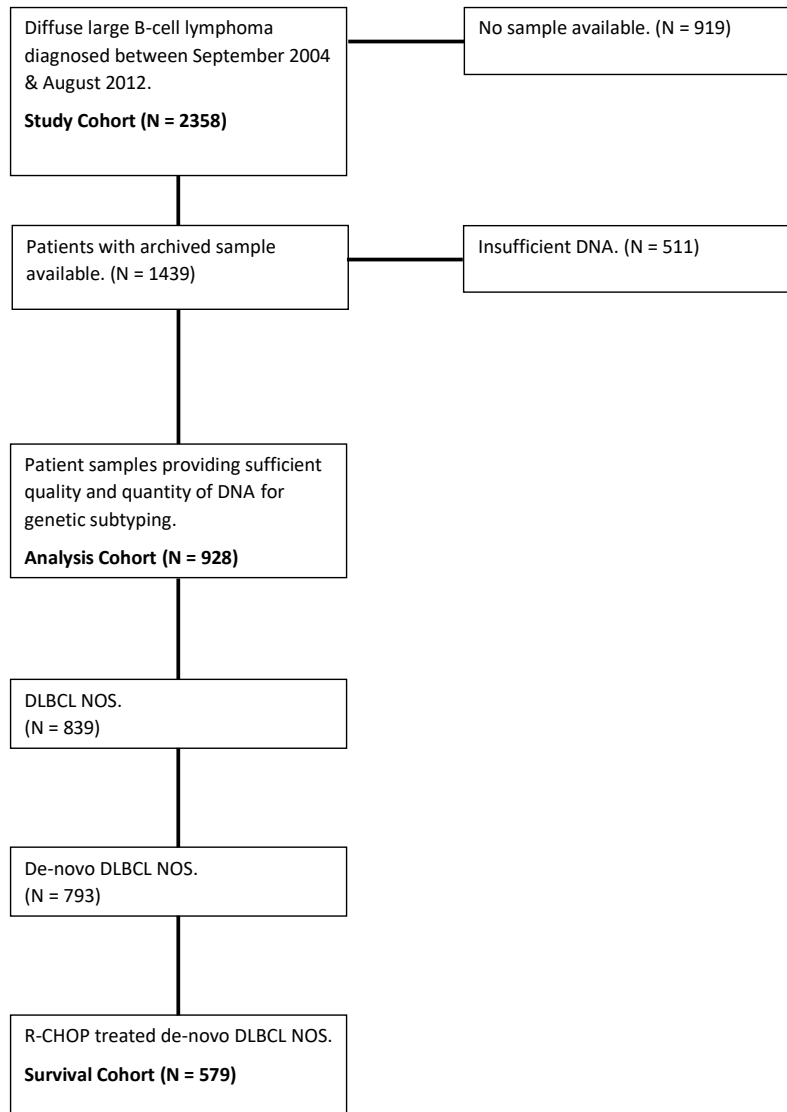 Diffuse large B-cell lymphoma
diagnosed between September 2004
& August 2012.
Study Cohort (N = 2358)
No sample available. (N = 919)
Patients with archived sample
available. (N = 1439)
Insufficient DNA. (N = 511)
Patient samples providing sufficient
quality and quantity of DNA for
genetic subtyping.
Analysis Cohort (N = 928)
DLBCL NOS.
(N = 839)
De-novo DLBCL NOS.
(N = 793)
R-CHOP treated de-novo DLBCL NOS.
Survival Cohort (N = 579)